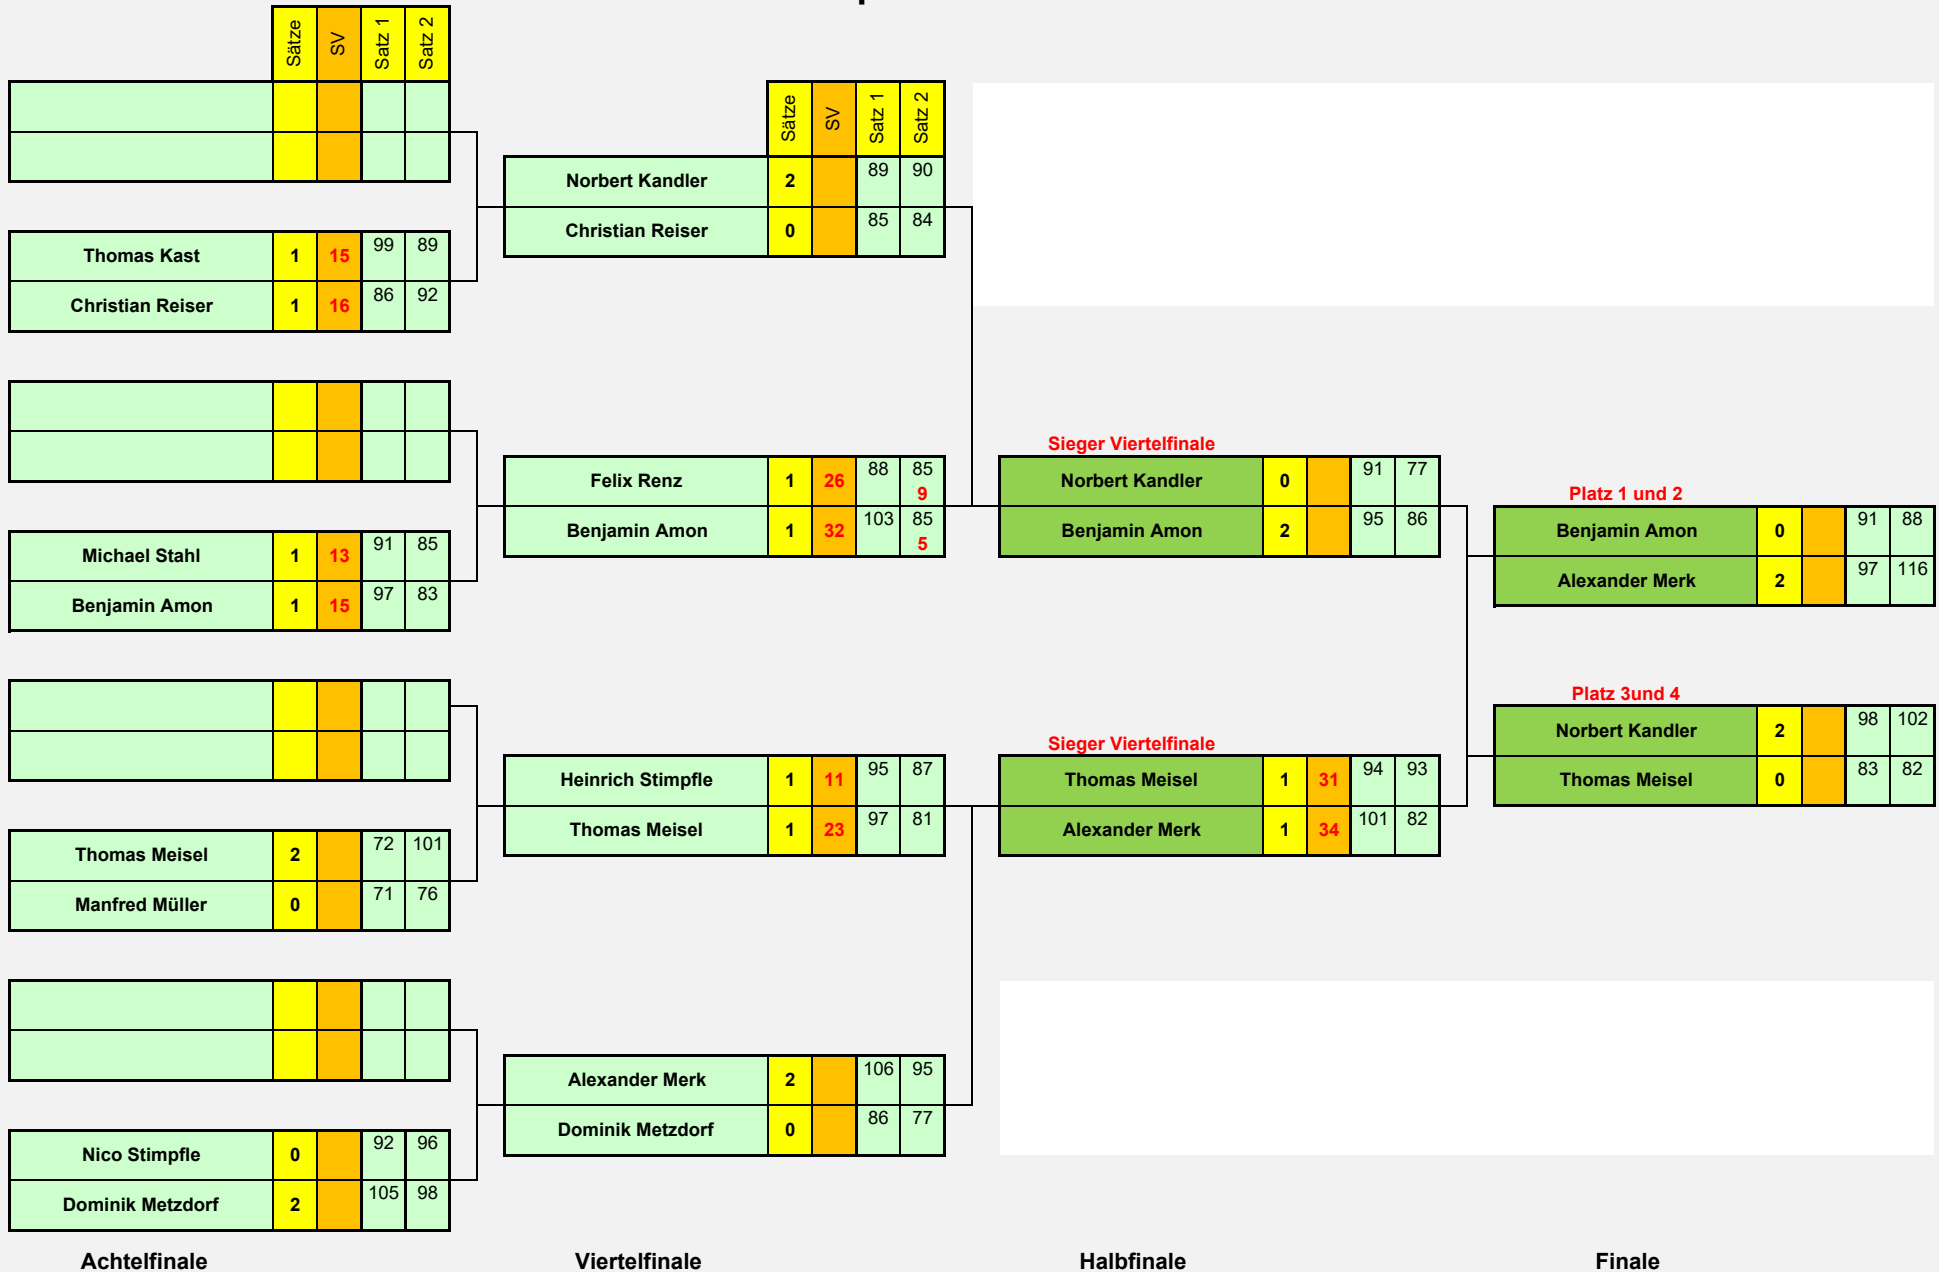 Sätze SV Satz 1 Satz 2
Thomas Kast 1 15 99 89
Christian Reiser 1 16 86 92
Michael Stahl 1 13 91 85
Benjamin Amon 1 15 97 83
Thomas Meisel 2 72 101
Manfred Müller 0 71 76
Nico Stimpfle 0 92 96
Dominik Metzdorf 2 105 98
Achtelfinale
Sätze SV Satz 1 Satz 2
Norbert Kandler 2 89 90
Christian Reiser 0 85 84
Felix Renz 1 26 88 85
9
Benjamin Amon 1 32 103 85
5
Heinrich Stimpfle 1 11 95 87
Thomas Meisel 1 23 97 81
Alexander Merk 2 106 95
Dominik Metzdorf 0 86 77
Viertelfinale
Sieger Viertelfinale
Norbert Kandler 0 91 77
Benjamin Amon 2 95 86
Sieger Viertelfinale
Thomas Meisel 1 31 94 93
Alexander Merk 1 34 101 82
Halbfinale
Platz 1 und 2
Benjamin Amon 0 91 88
Alexander Merk 2 97 116
Platz 3und 4
Norbert Kandler 2 98 102
Thomas Meisel 0 83 82
Finale